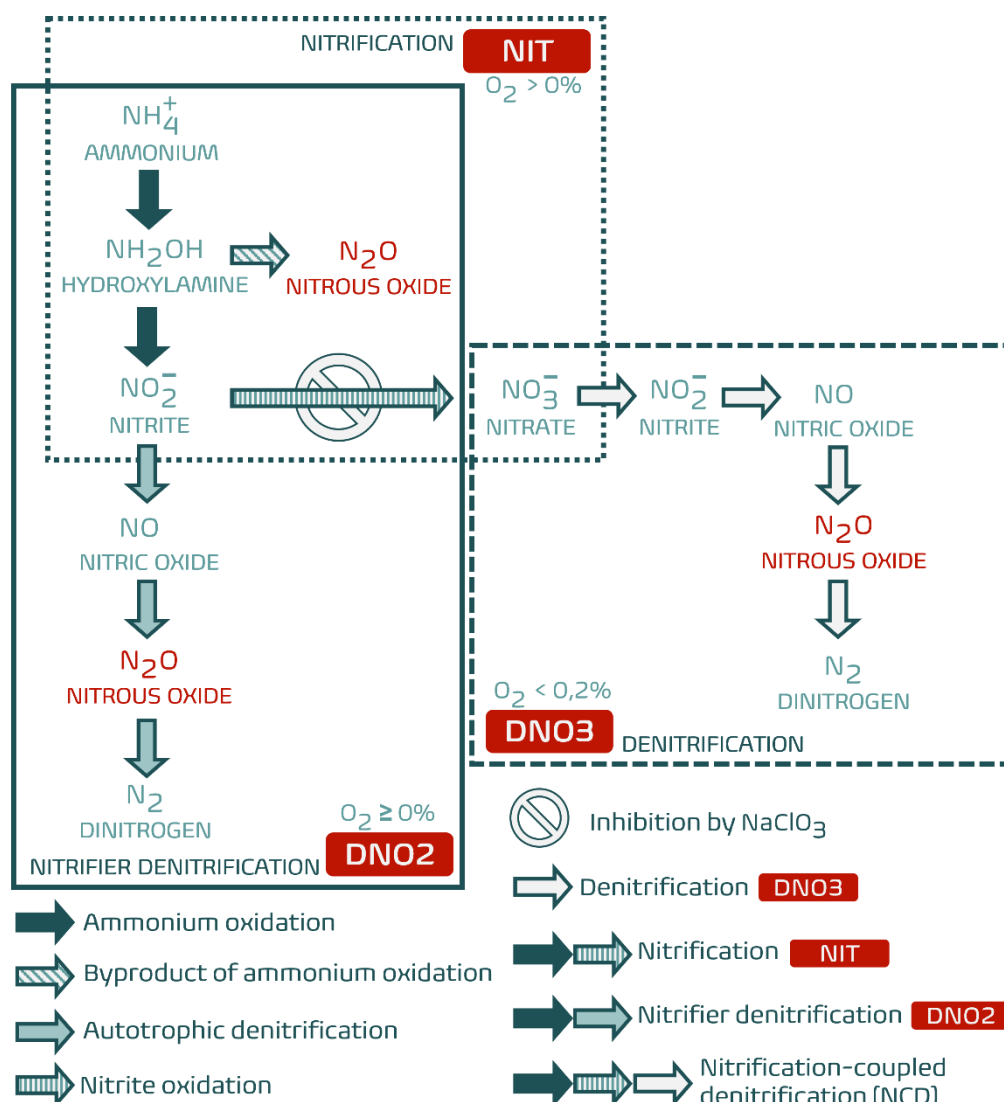 NITRIFICATION NIT
O₂ > 0%
NH₄⁺
AMMONIUM
NH₂OH
HYDROXYLAMINE
N₂O
NITROUS OXIDE
NO₂⁻
NITRITE
NO₃⁻
NITRATE
NO₂⁻
NITRITE
NO
NITRIC OXIDE
NO
NITRIC OXIDE
N₂O
NITROUS OXIDE
N₂O
NITROUS OXIDE
N₂
DINITROGEN
O₂ < 0,2%
DNO3 DENITRIFICATION
N₂
DINITROGEN
O₂ ≥ 0%
NITRIFIER DENITRIFICATION DNO2
Ammonium oxidation
Byproduct of ammonium oxidation
Autotrophic denitrification
Nitrite oxidation
Inhibition by NaClO₃
Denitrification DNO3
Nitrification NIT
Nitrifier denitrification DNO2
Nitrification-coupled
denitrification (NCD)